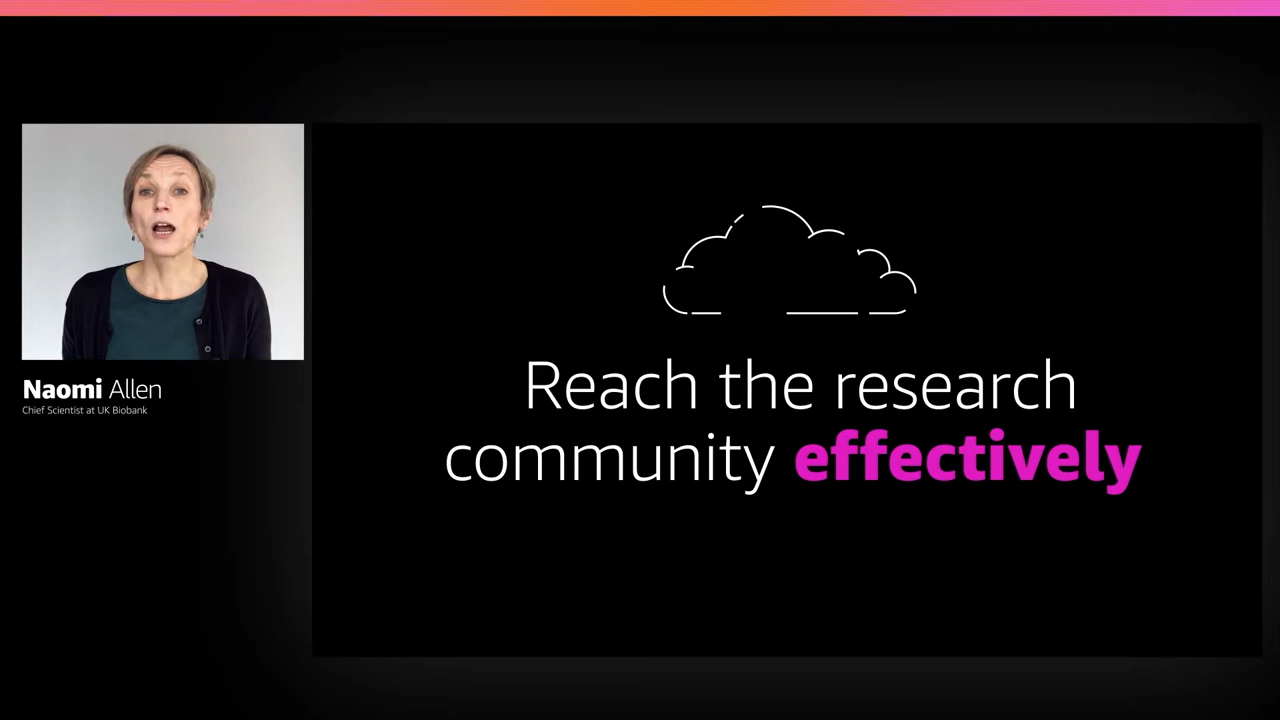 Naomi Allen
Chief Scientist at UK Biobank
Reach the research
community effectively